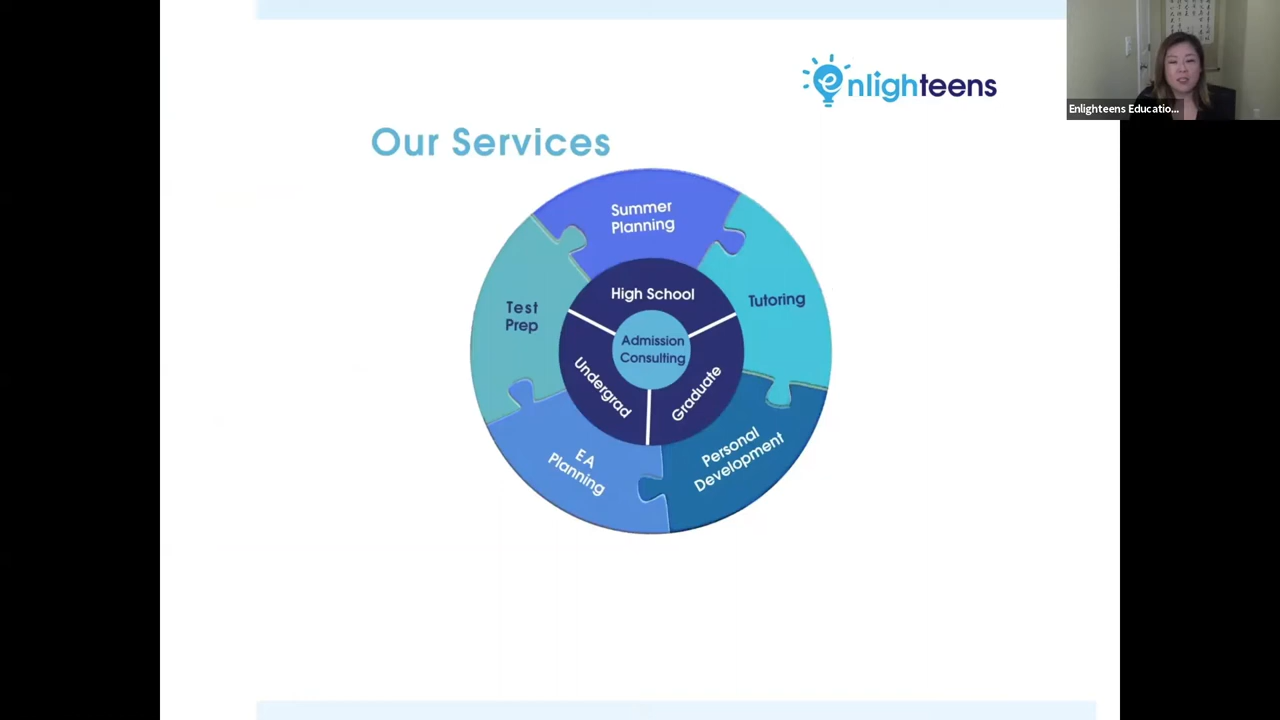 enlighteens
Enlighteens Educatio...
Our Services
Summer
Planning
High School
Test
Prep
Tutoring
Admission
Consulting
Undergrad
Graduate
EA
Planning
Personal
Development